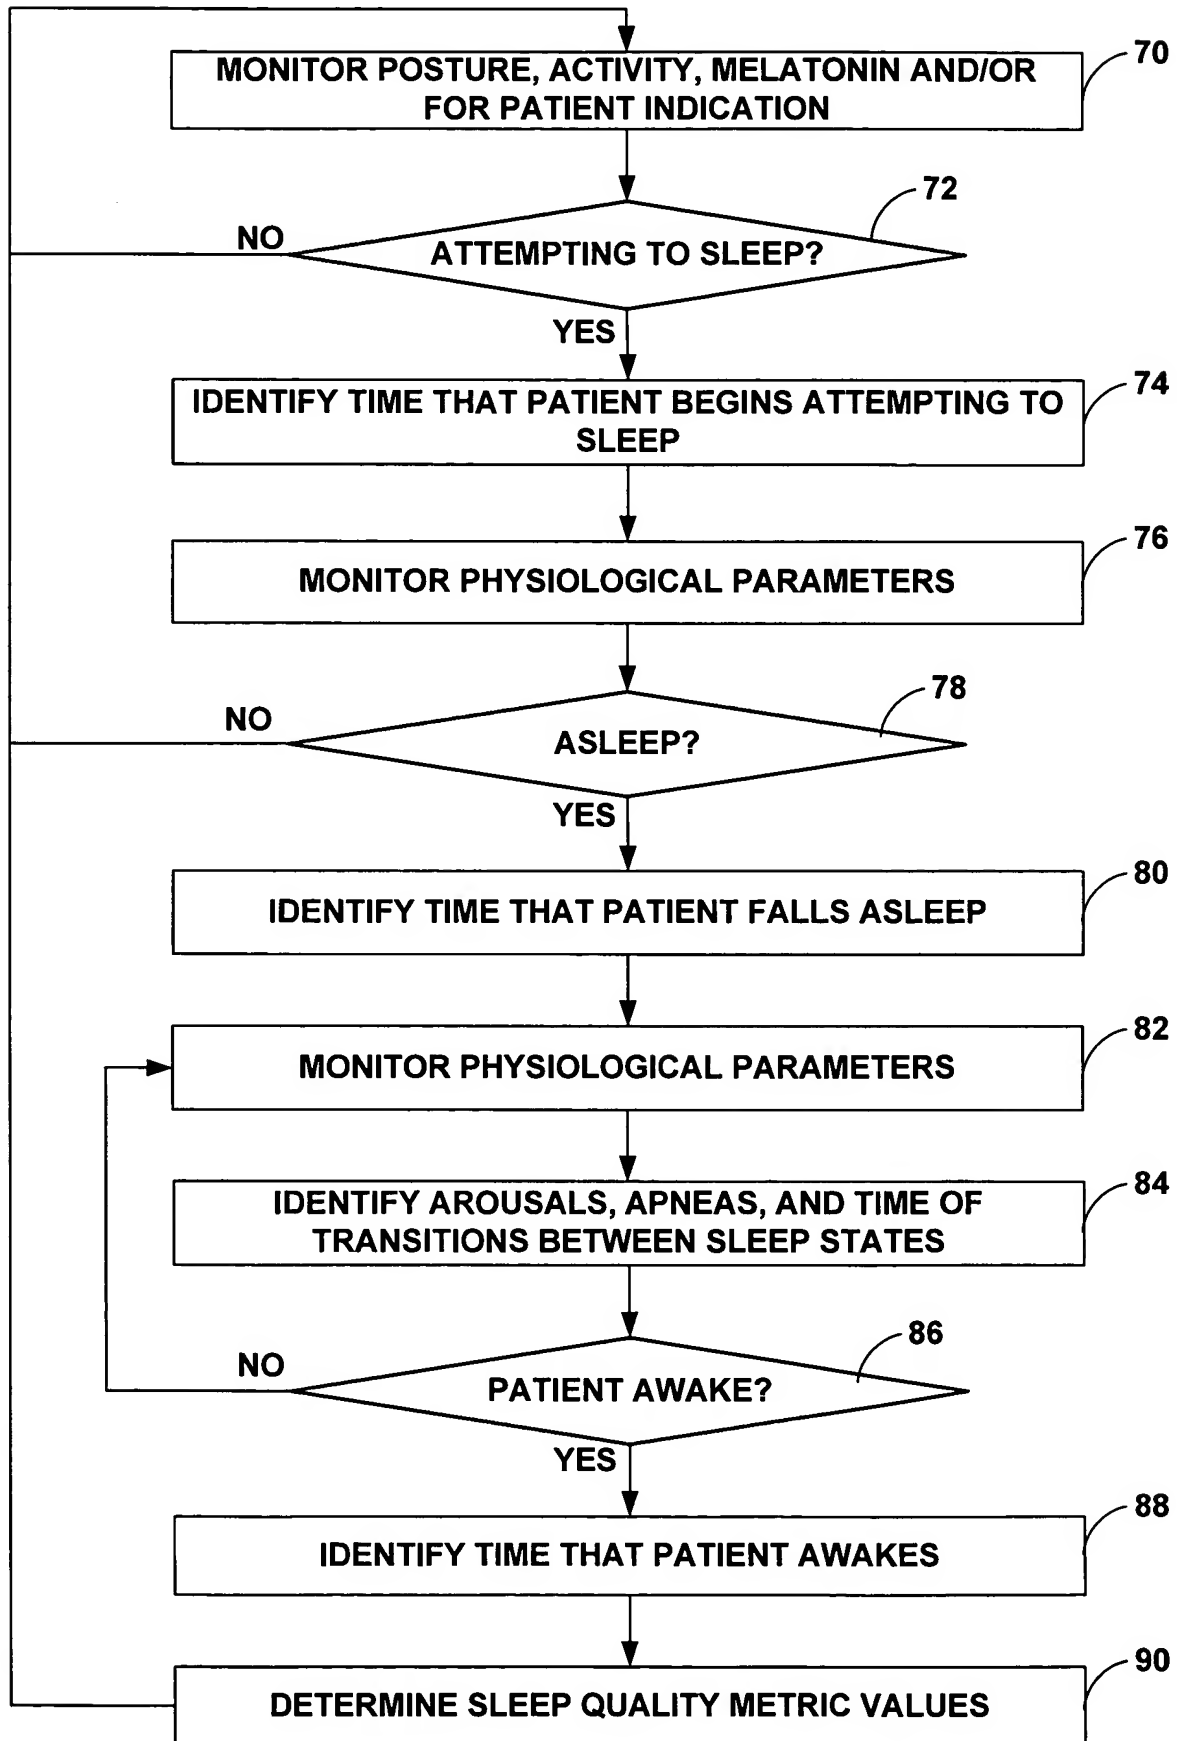 MONITOR POSTURE, ACTIVITY, MELATONIN AND/OR
FOR PATIENT INDICATION
70
72
NO
ATTEMPTING TO SLEEP?
YES
IDENTIFY TIME THAT PATIENT BEGINS ATTEMPTING TO
SLEEP
74
MONITOR PHYSIOLOGICAL PARAMETERS
76
78
NO
ASLEEP?
YES
IDENTIFY TIME THAT PATIENT FALLS ASLEEP
80
MONITOR PHYSIOLOGICAL PARAMETERS
82
IDENTIFY AROUSALS, APNEAS, AND TIME OF
TRANSITIONS BETWEEN SLEEP STATES
84
86
NO
PATIENT AWAKE?
YES
IDENTIFY TIME THAT PATIENT AWAKES
88
DETERMINE SLEEP QUALITY METRIC VALUES
90